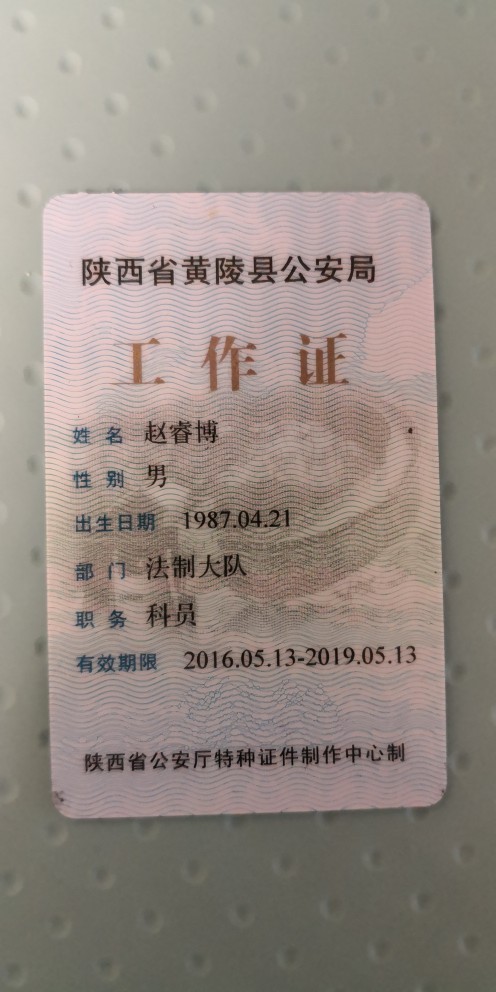 陕西省黄陵县公安局
工作证
姓名 赵睿博
性别 男
出生日期 1987.04.21
部门 法制大队
职务 科员
有效期限 2016.05.13-2019.05.13
陕西省公安厅特种证件制作中心制